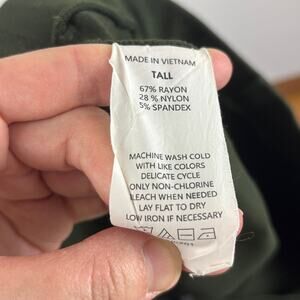 MADE IN VIETNAM
TALL
67% RAYON
28% NYLON
5% SPANDEX
MACHINE WASH COLD
WITH LIKE COLORS
DELICATE CYCLE
ONLY NON-CHLORINE
BLEACH WHEN NEEDED
LAY FLAT TO DRY
LOW IRON IF NECESSARY